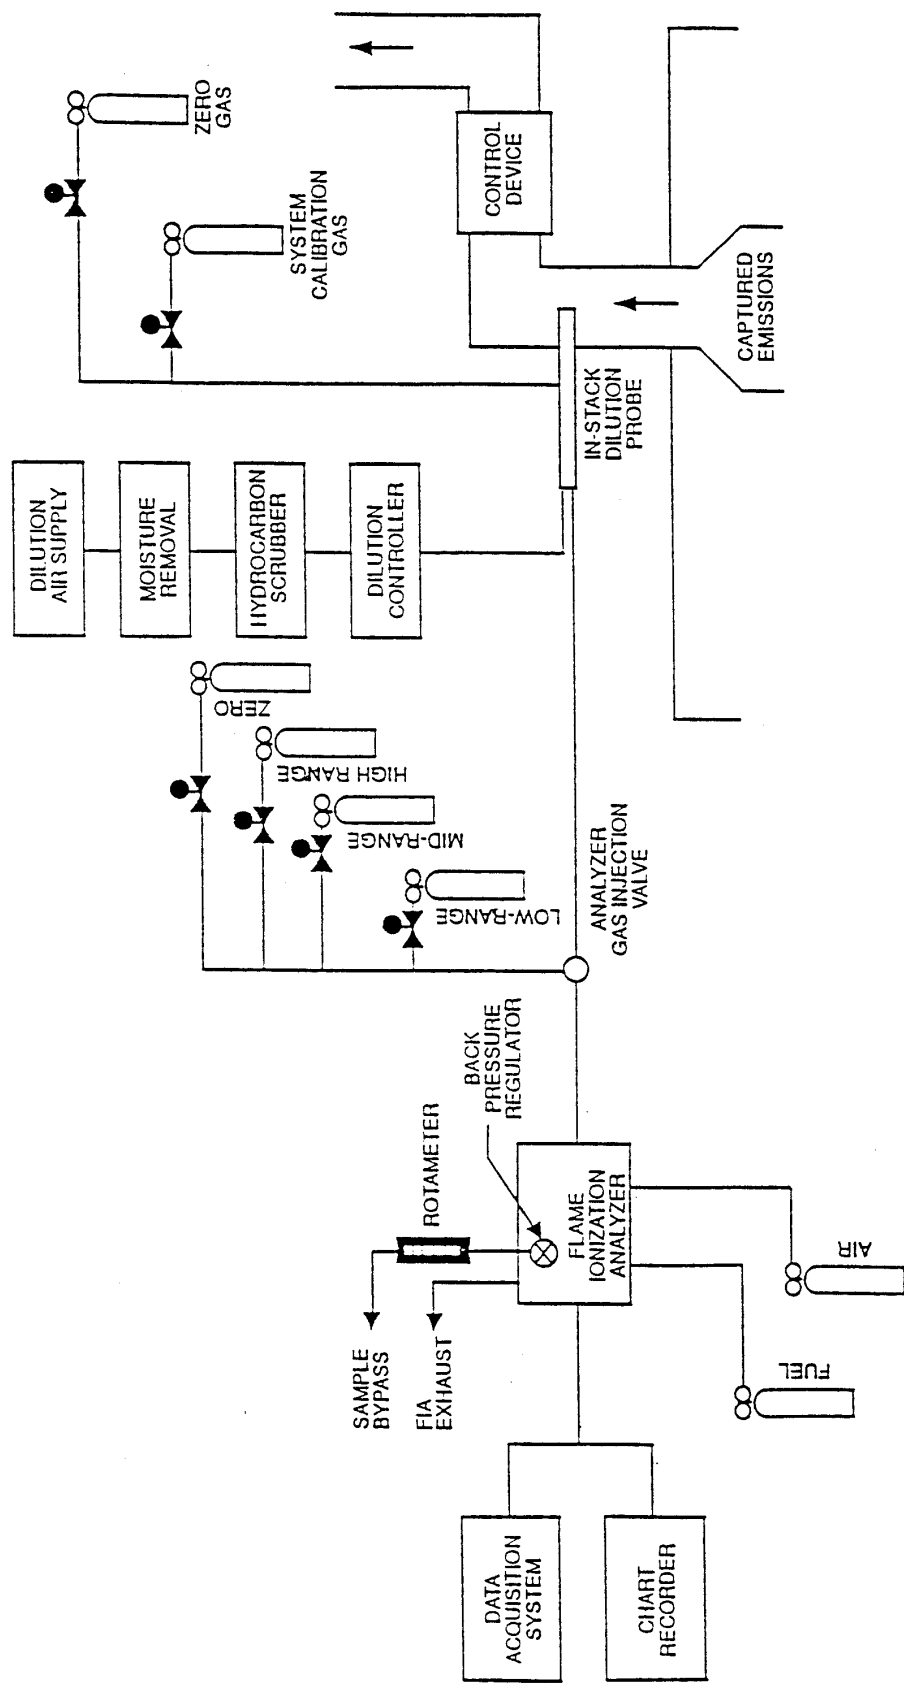 ZERO
GAS
SYSTEM
CALIBRATION
GAS
CONTROL
DEVICE
CAPTURED
EMISSIONS
IN-STACK
DILUTION
PROBE
DILUTION
AIR SUPPLY
MOISTURE
REMOVAL
HYDROCARBON
SCRUBBER
DILUTION
CONTROLLER
ZERO
HIGH RANGE
MID-RANGE
LOW-RANGE
ANALYZER
GAS INJECTION
VALVE
BACK
PRESSURE
REGULATOR
ROTAMETER
FLAME
IONIZATION
ANALYZER
SAMPLE
BYPASS
FIA
EXHAUST
AIR
FUEL
DATA
ACQUISITION
SYSTEM
CHART
RECORDER